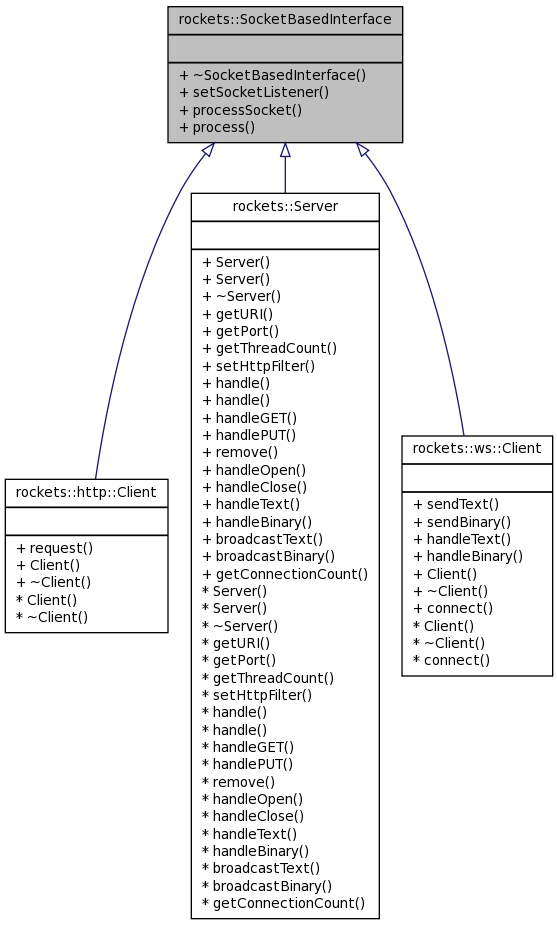 rockets::SocketBasedInterface
+ ~SocketBasedInterface()
+ setSocketListener()
+ processSocket()
+ process()
rockets::Server
+ Server()
+ Server()
+ ~Server()
+ getURI()
+ getPort()
+ getThreadCount()
+ setHttpFilter()
+ handle()
+ handle()
+ handleGET()
+ handlePUT()
+ remove()
+ handleOpen()
+ handleClose()
+ handleText()
+ handleBinary()
+ broadcastText()
+ broadcastBinary()
+ getConnectionCount()
* Server()
* Server()
* ~Server()
* getURI()
* getPort()
* getThreadCount()
* setHttpFilter()
* handle()
* handle()
* handleGET()
* handlePUT()
* remove()
* handleOpen()
* handleClose()
* handleText()
* handleBinary()
* broadcastText()
* broadcastBinary()
* getConnectionCount()
rockets::http::Client
+ request()
+ Client()
+ ~Client()
* Client()
* ~Client()
rockets::ws::Client
+ sendText()
+ sendBinary()
+ handleText()
+ handleBinary()
+ Client()
+ ~Client()
+ connect()
* Client()
* ~Client()
* connect()